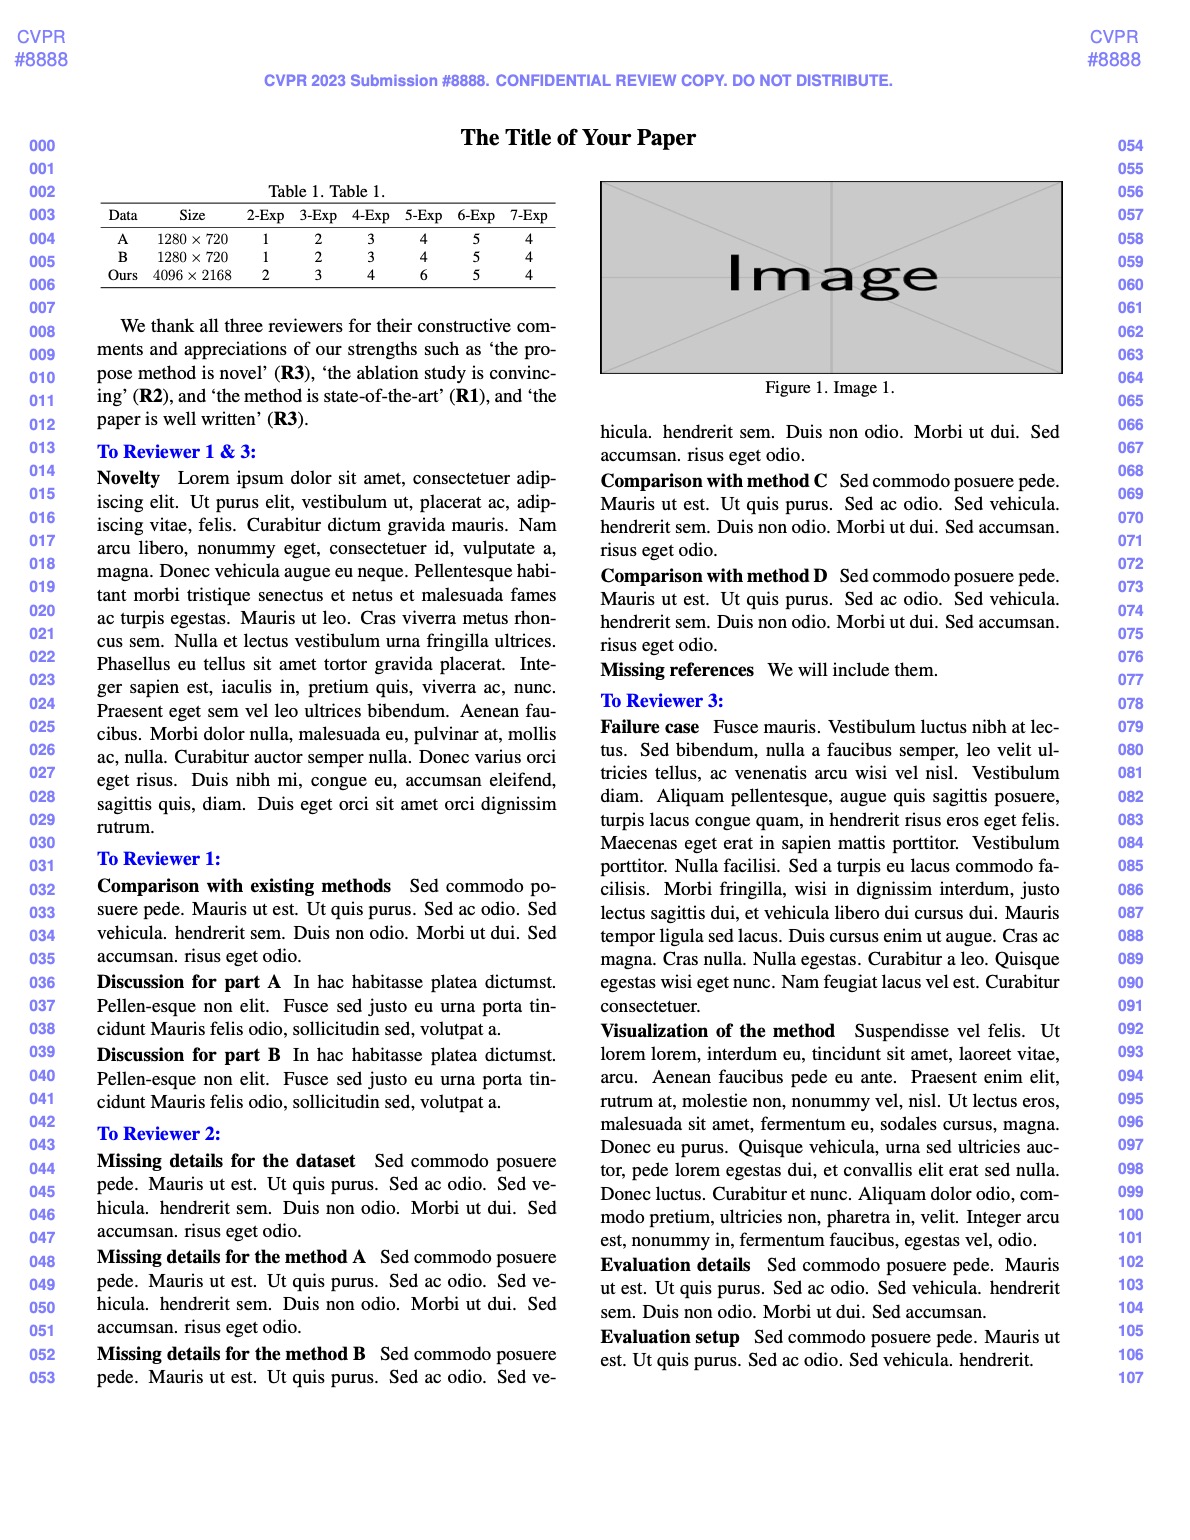 CVPR
#8888
CVPR
#8888
CVPR 2023 Submission #8888. CONFIDENTIAL REVIEW COPY. DO NOT DISTRIBUTE.
The Title of Your Paper
000
001
002
003
004
005
006
007
008
009
010
011
012
013
014
015
016
017
018
019
020
021
022
023
024
025
026
027
028
029
030
031
032
033
034
035
036
037
038
039
040
041
042
043
044
045
046
047
048
049
050
051
052
053
Table 1. Table 1.
Data Size 2-Exp 3-Exp 4-Exp 5-Exp 6-Exp 7-Exp
A 1280 × 720 1 2 3 4 5 4
B 1280 × 720 1 2 3 4 5 4
Ours 4096 × 2168 2 3 4 6 5 4
We thank all three reviewers for their constructive com-
ments and appreciations of our strengths such as ‘the pro-
pose method is novel’ (R3), ‘the ablation study is convinc-
ing’ (R2), and ‘the method is state-of-the-art’ (R1), and ‘the
paper is well written’ (R3).
To Reviewer 1 & 3:
Novelty Lorem ipsum dolor sit amet, consectetuer adip-
iscing elit. Ut purus elit, vestibulum ut, placerat ac, adip-
iscing vitae, felis. Curabitur dictum gravida mauris. Nam
arcu libero, nonummy eget, consectetuer id, vulputate a,
magna. Donec vehicula augue eu neque. Pellentesque habi-
tant morbi tristique senectus et netus et malesuada fames
ac turpis egestas. Mauris ut leo. Cras viverra metus rhon-
cus sem. Nulla et lectus vestibulum urna fringilla ultrices.
Phasellus eu tellus sit amet tortor gravida placerat. Inte-
ger sapien est, iaculis in, pretium quis, viverra ac, nunc.
Praesent eget sem vel leo ultrices bibendum. Aenean fau-
cibus. Morbi dolor nulla, malesuada eu, pulvinar at, mollis
ac, nulla. Curabitur auctor semper nulla. Donec varius orci
eget risus. Duis nibh mi, congue eu, accumsan eleifend,
sagittis quis, diam. Duis eget orci sit amet orci dignissim
rutrum.
To Reviewer 1:
Comparison with existing methods Sed commodo po-
suere pede. Mauris ut est. Ut quis purus. Sed ac odio. Sed
vehicula. hendrerit sem. Duis non odio. Morbi ut dui. Sed
accumsan. risus eget odio.
Discussion for part A In hac habitasse platea dictumst.
Pellen-esque non elit. Fusce sed justo eu urna porta tin-
cidunt Mauris felis odio, sollicitudin sed, volutpat a.
Discussion for part B In hac habitasse platea dictumst.
Pellen-esque non elit. Fusce sed justo eu urna porta tin-
cidunt Mauris felis odio, sollicitudin sed, volutpat a.
To Reviewer 2:
Missing details for the dataset Sed commodo posuere
pede. Mauris ut est. Ut quis purus. Sed ac odio. Sed ve-
hicula. hendrerit sem. Duis non odio. Morbi ut dui. Sed
accumsan. risus eget odio.
Missing details for the method A Sed commodo posuere
pede. Mauris ut est. Ut quis purus. Sed ac odio. Sed ve-
hicula. hendrerit sem. Duis non odio. Morbi ut dui. Sed
accumsan. risus eget odio.
Missing details for the method B Sed commodo posuere
pede. Mauris ut est. Ut quis purus. Sed ac odio. Sed ve-
Image
Figure 1. Image 1.
hicula. hendrerit sem. Duis non odio. Morbi ut dui. Sed
accumsan. risus eget odio.
Comparison with method C Sed commodo posuere pede.
Mauris ut est. Ut quis purus. Sed ac odio. Sed vehicula.
hendrerit sem. Duis non odio. Morbi ut dui. Sed accumsan.
risus eget odio.
Comparison with method D Sed commodo posuere pede.
Mauris ut est. Ut quis purus. Sed ac odio. Sed vehicula.
hendrerit sem. Duis non odio. Morbi ut dui. Sed accumsan.
risus eget odio.
Missing references We will include them.
To Reviewer 3:
Failure case Fusce mauris. Vestibulum luctus nibh at lec-
tus. Sed bibendum, nulla a faucibus semper, leo velit ul-
tricies tellus, ac venenatis arcu wisi vel nisl. Vestibulum
diam. Aliquam pellentesque, augue quis sagittis posuere,
turpis lacus congue quam, in hendrerit risus eros eget felis.
Maecenas eget erat in sapien mattis porttitor. Vestibulum
porttitor. Nulla facilisi. Sed a turpis eu lacus commodo fa-
cilisis. Morbi fringilla, wisi in dignissim interdum, justo
lectus sagittis dui, et vehicula libero dui cursus dui. Mauris
tempor ligula sed lacus. Duis cursus enim ut augue. Cras ac
magna. Cras nulla. Nulla egestas. Curabitur a leo. Quisque
egestas wisi eget nunc. Nam feugiat lacus vel est. Curabitur
consectetuer.
Visualization of the method Suspendisse vel felis. Ut
lorem lorem, interdum eu, tincidunt sit amet, laoreet vitae,
arcu. Aenean faucibus pede eu ante. Praesent enim elit,
rutrum at, molestie non, nonummy vel, nisl. Ut lectus eros,
malesuada sit amet, fermentum eu, sodales cursus, magna.
Donec eu purus. Quisque vehicula, urna sed ultricies auc-
tor, pede lorem egestas dui, et convallis elit erat sed nulla.
Donec luctus. Curabitur et nunc. Aliquam dolor odio, com-
modo pretium, ultricies non, pharetra in, velit. Integer arcu
est, nonummy in, fermentum faucibus, egestas vel, odio.
Evaluation details Sed commodo posuere pede. Mauris
ut est. Ut quis purus. Sed ac odio. Sed vehicula. hendrerit
sem. Duis non odio. Morbi ut dui. Sed accumsan.
Evaluation setup Sed commodo posuere pede. Mauris ut
est. Ut quis purus. Sed ac odio. Sed vehicula. hendrerit.
054
055
056
057
058
059
060
061
062
063
064
065
066
067
068
069
070
071
072
073
074
075
076
077
078
079
080
081
082
083
084
085
086
087
088
089
090
091
092
093
094
095
096
097
098
099
100
101
102
103
104
105
106
107